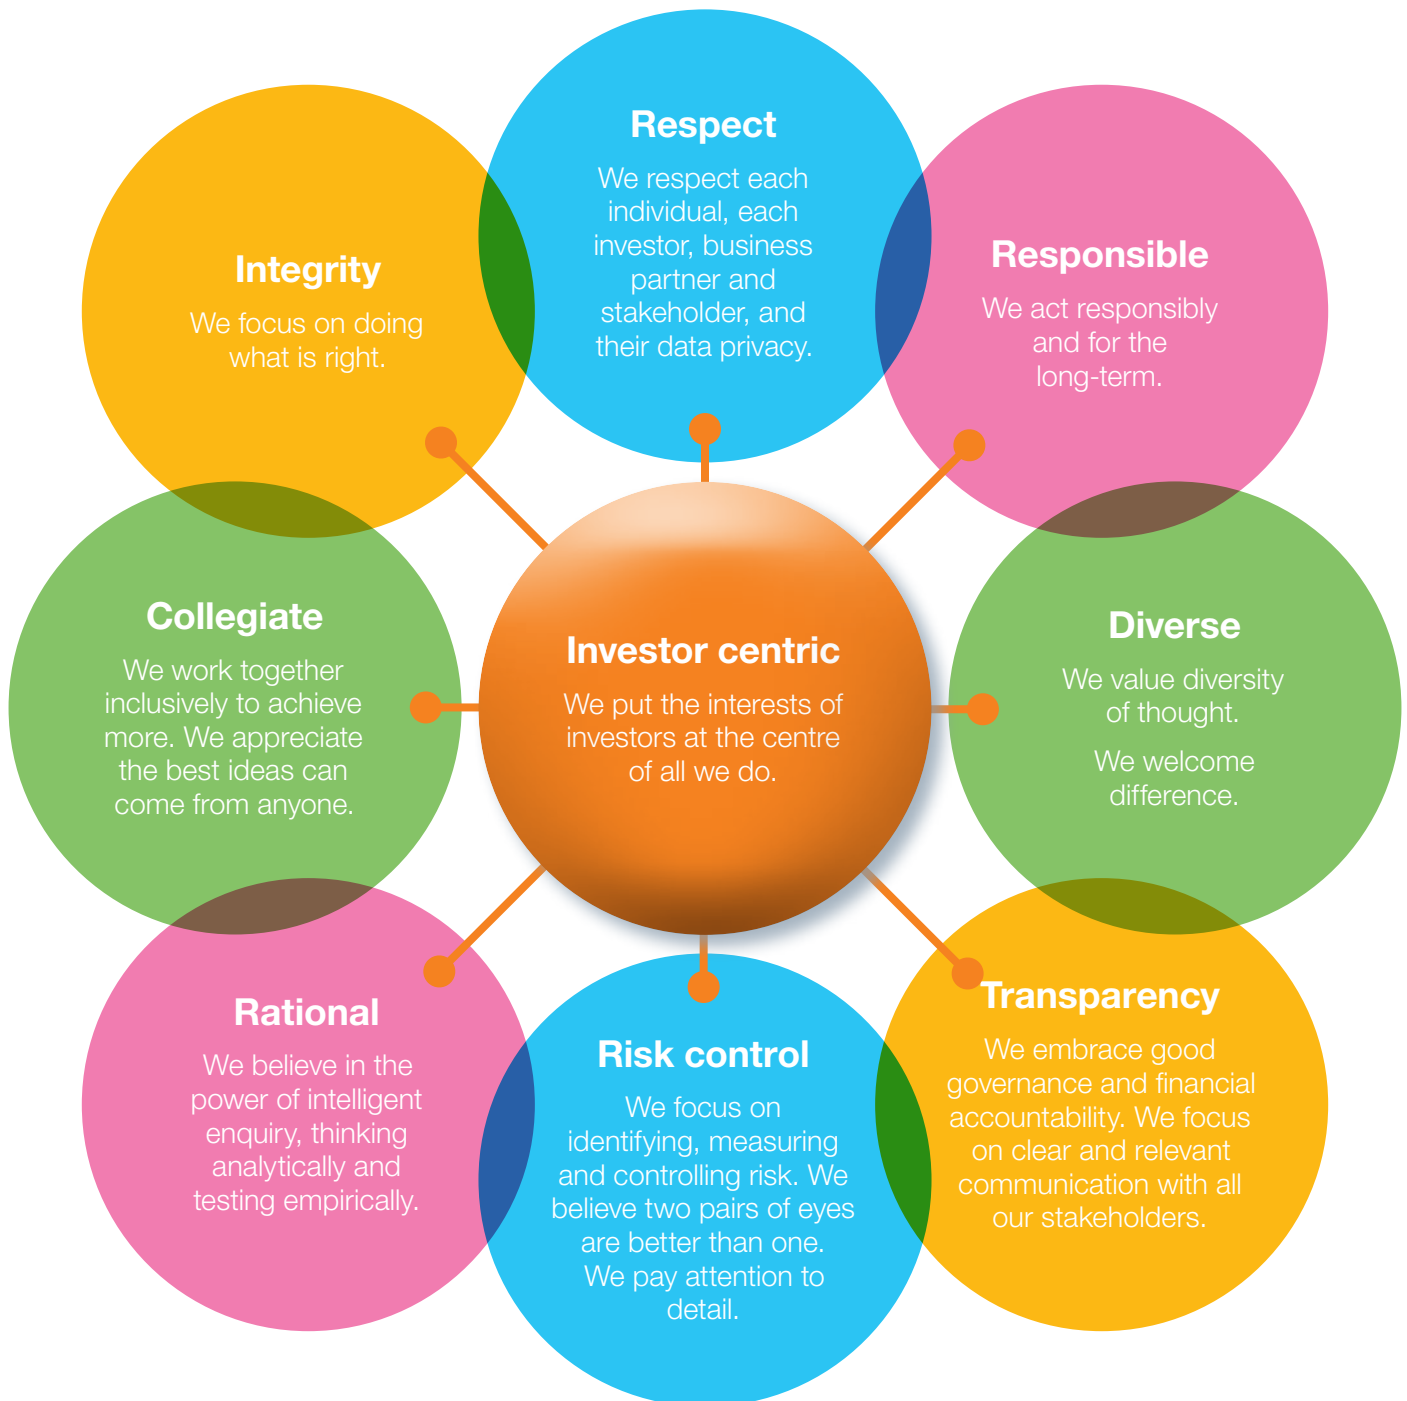 Respect
We respect each
individual, each
investor, business
partner and
stakeholder, and
their data privacy.
Responsible
We act responsibly
and for the
long-term.
Diverse
We value diversity
of thought.
We welcome
difference.
Transparency
We embrace good
governance and financial
accountability. We focus
on clear and relevant
communication with all
our stakeholders.
Risk control
We focus on
identifying, measuring
and controlling risk. We
believe two pairs of eyes
are better than one.
We pay attention to
detail.
Rational
We believe in the
power of intelligent
enquiry, thinking
analytically and
testing empirically.
Collegiate
We work together
inclusively to achieve
more. We appreciate
the best ideas can
come from anyone.
Integrity
We focus on doing
what is right.
Investor centric
We put the interests of
investors at the centre
of all we do.